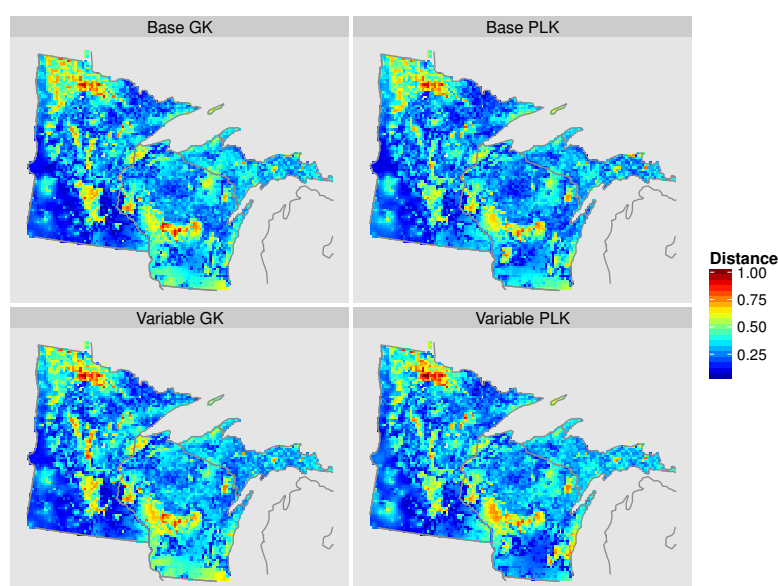 Base GK
Base PLK
Distance
1.00
0.75
0.50
0.25
Variable GK
Variable PLK